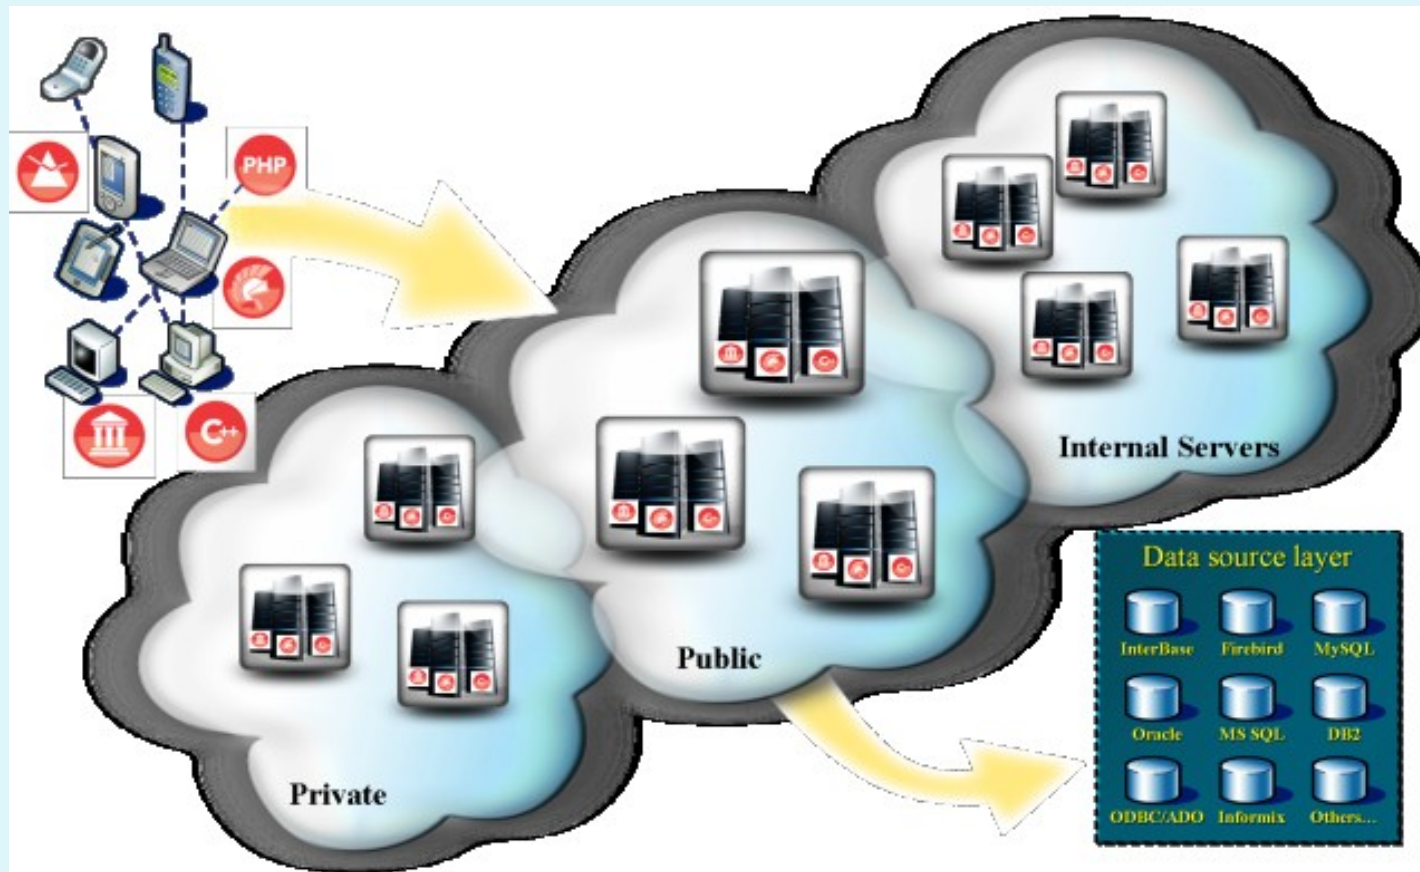 PHP
C++
Internal Servers
Public
Private
Data source layer
InterBase Firebird MySQL
Oracle MS SQL DB2
ODBC/ADO Informix Others...